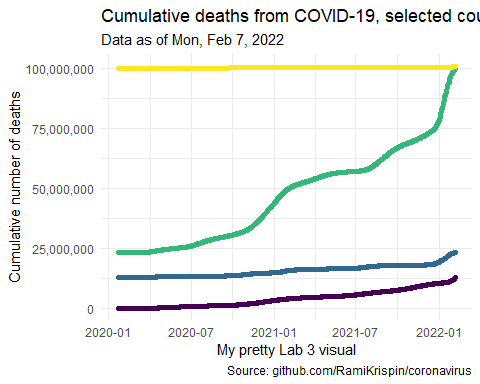 Cumulative deaths from COVID-19, selected cou
Data as of Mon, Feb 7, 2022
100,000,000
75,000,000
50,000,000
25,000,000
0
Cumulative number of deaths
2020-01 2020-07 2021-01 2021-07 2022-01
My pretty Lab 3 visual
Source: github.com/RamiKrispin/coronavirus